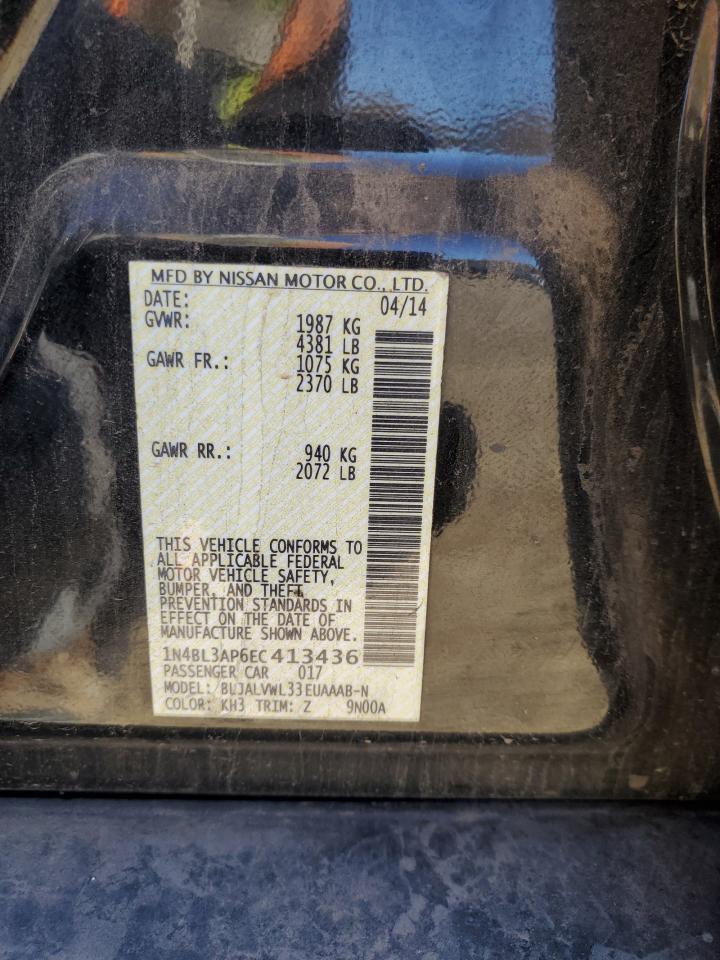 MFD BY NISSAN MOTOR CO., LTD.
DATE: 04/14
GVWR: 1987 KG
4381 LB
GAWR FR.: 1075 KG
2370 LB
GAWR RR.: 940 KG
2072 LB
THIS VEHICLE CONFORMS TO
ALL APPLICABLE FEDERAL
MOTOR VEHICLE SAFETY,
BUMPER, AND THEFT
PREVENTION STANDARDS IN
EFFECT ON THE DATE OF
MANUFACTURE SHOWN ABOVE.
1N4BL3AP6EC413436
PASSENGER CAR 017
MODEL: BLJALVWL33EUAAAB-N
COLOR: KH3 TRIM: Z 9N00A